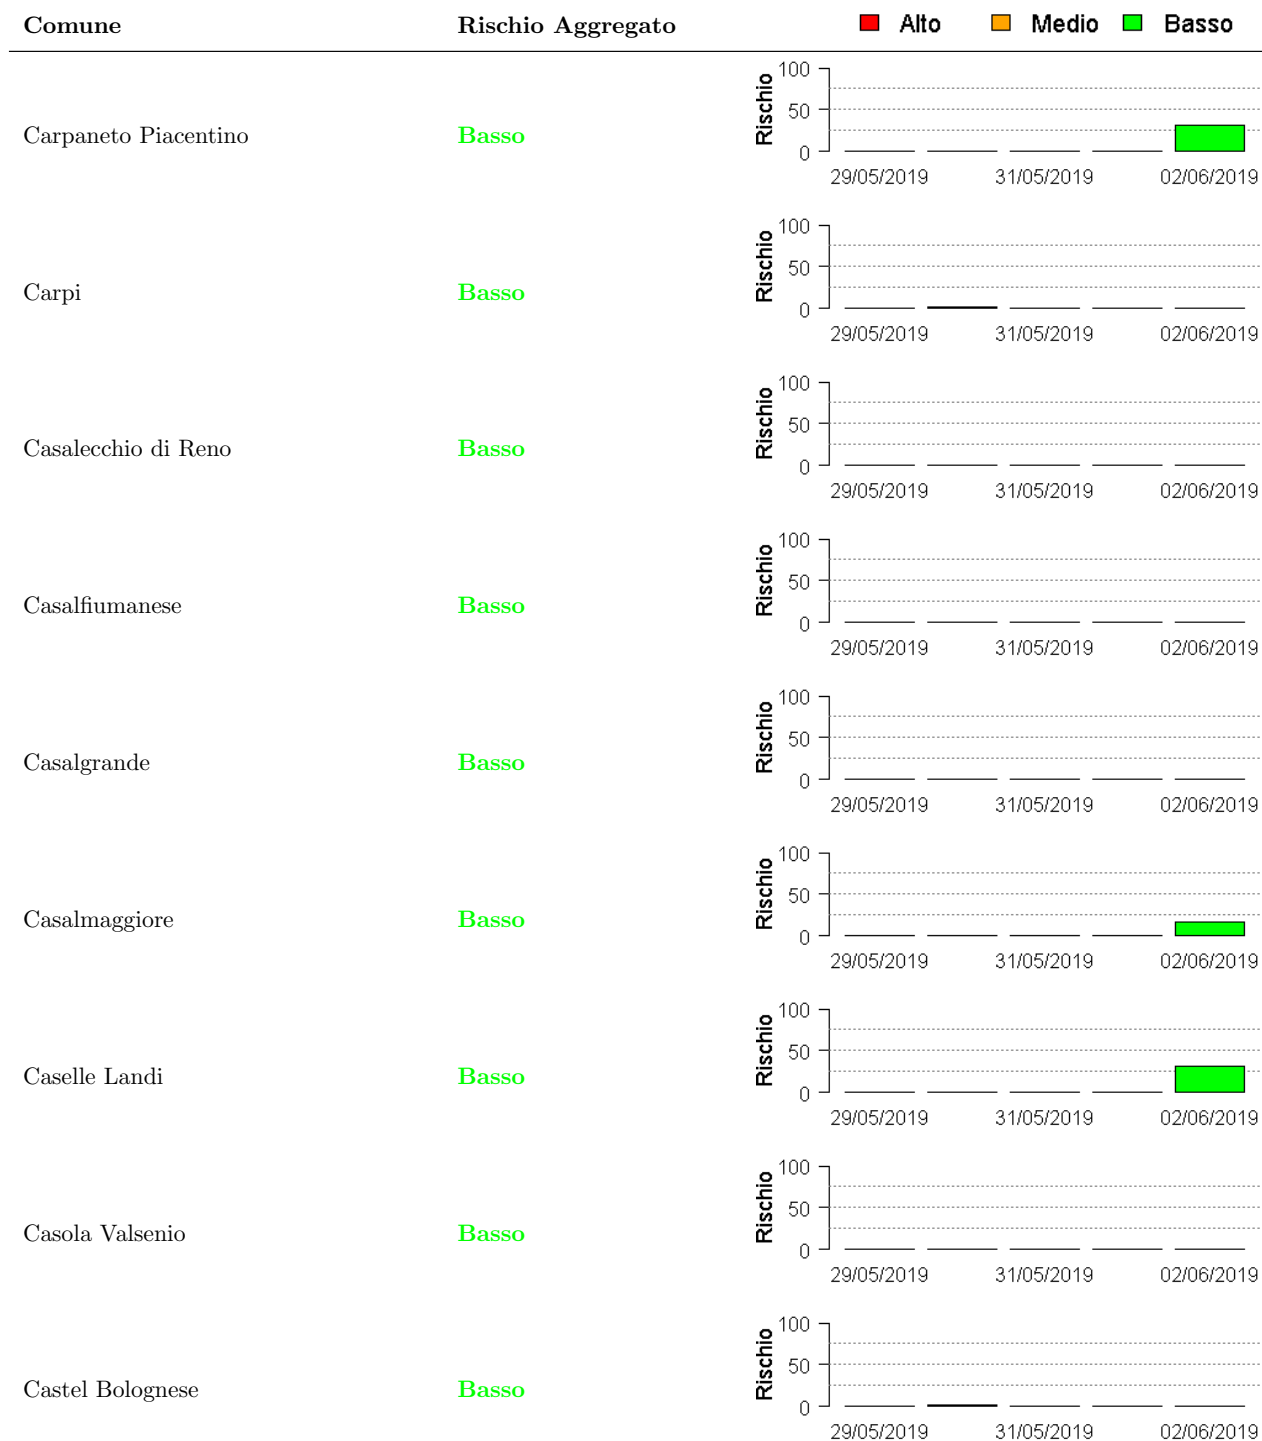 Comune Rischio Aggregato Alto Medio Basso
Carpaneto Piacentino Basso
Rischio
100
50
0
29/05/2019 31/05/2019 02/06/2019
Carpi Basso
Rischio
100
50
0
29/05/2019 31/05/2019 02/06/2019
Casalecchio di Reno Basso
Rischio
100
50
0
29/05/2019 31/05/2019 02/06/2019
Casalfiumanese Basso
Rischio
100
50
0
29/05/2019 31/05/2019 02/06/2019
Casalgrande Basso
Rischio
100
50
0
29/05/2019 31/05/2019 02/06/2019
Casalmaggiore Basso
Rischio
100
50
0
29/05/2019 31/05/2019 02/06/2019
Caselle Landi Basso
Rischio
100
50
0
29/05/2019 31/05/2019 02/06/2019
Casola Valsenio Basso
Rischio
100
50
0
29/05/2019 31/05/2019 02/06/2019
Castel Bolognese Basso
Rischio
100
50
0
29/05/2019 31/05/2019 02/06/2019